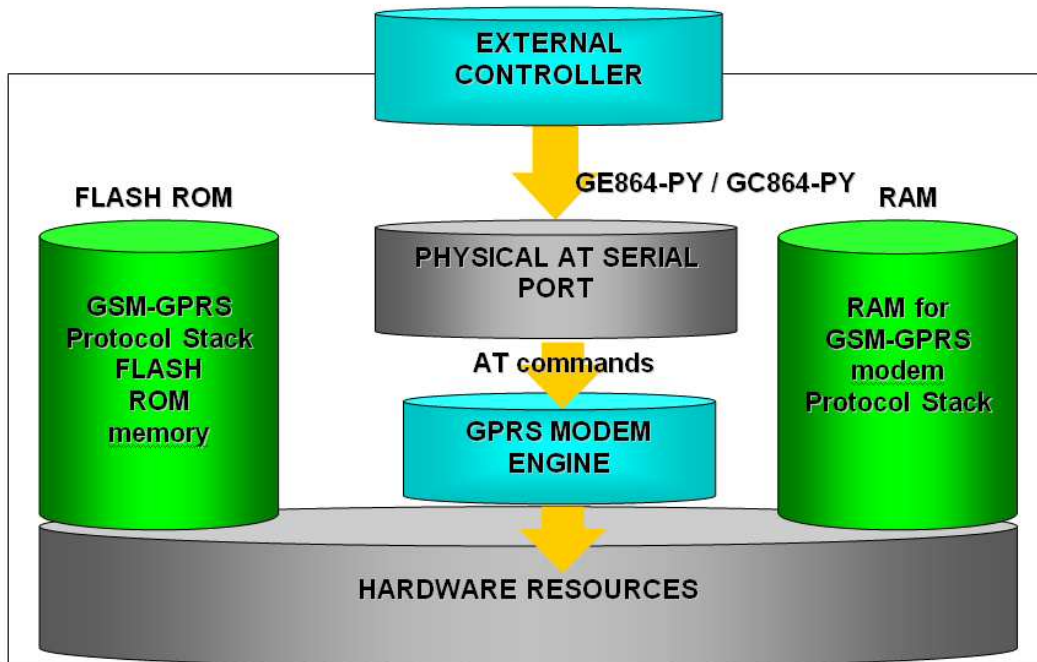 EXTERNAL
CONTROLLER
GE864-PY / GC864-PY
FLASH ROM
RAM
GSM-GPRS
Protocol Stack
FLASH
ROM
memory
PHYSICAL AT SERIAL
PORT
RAM for
GSM-GPRS
modem
Protocol Stack
AT commands
GPRS MODEM
ENGINE
HARDWARE RESOURCES